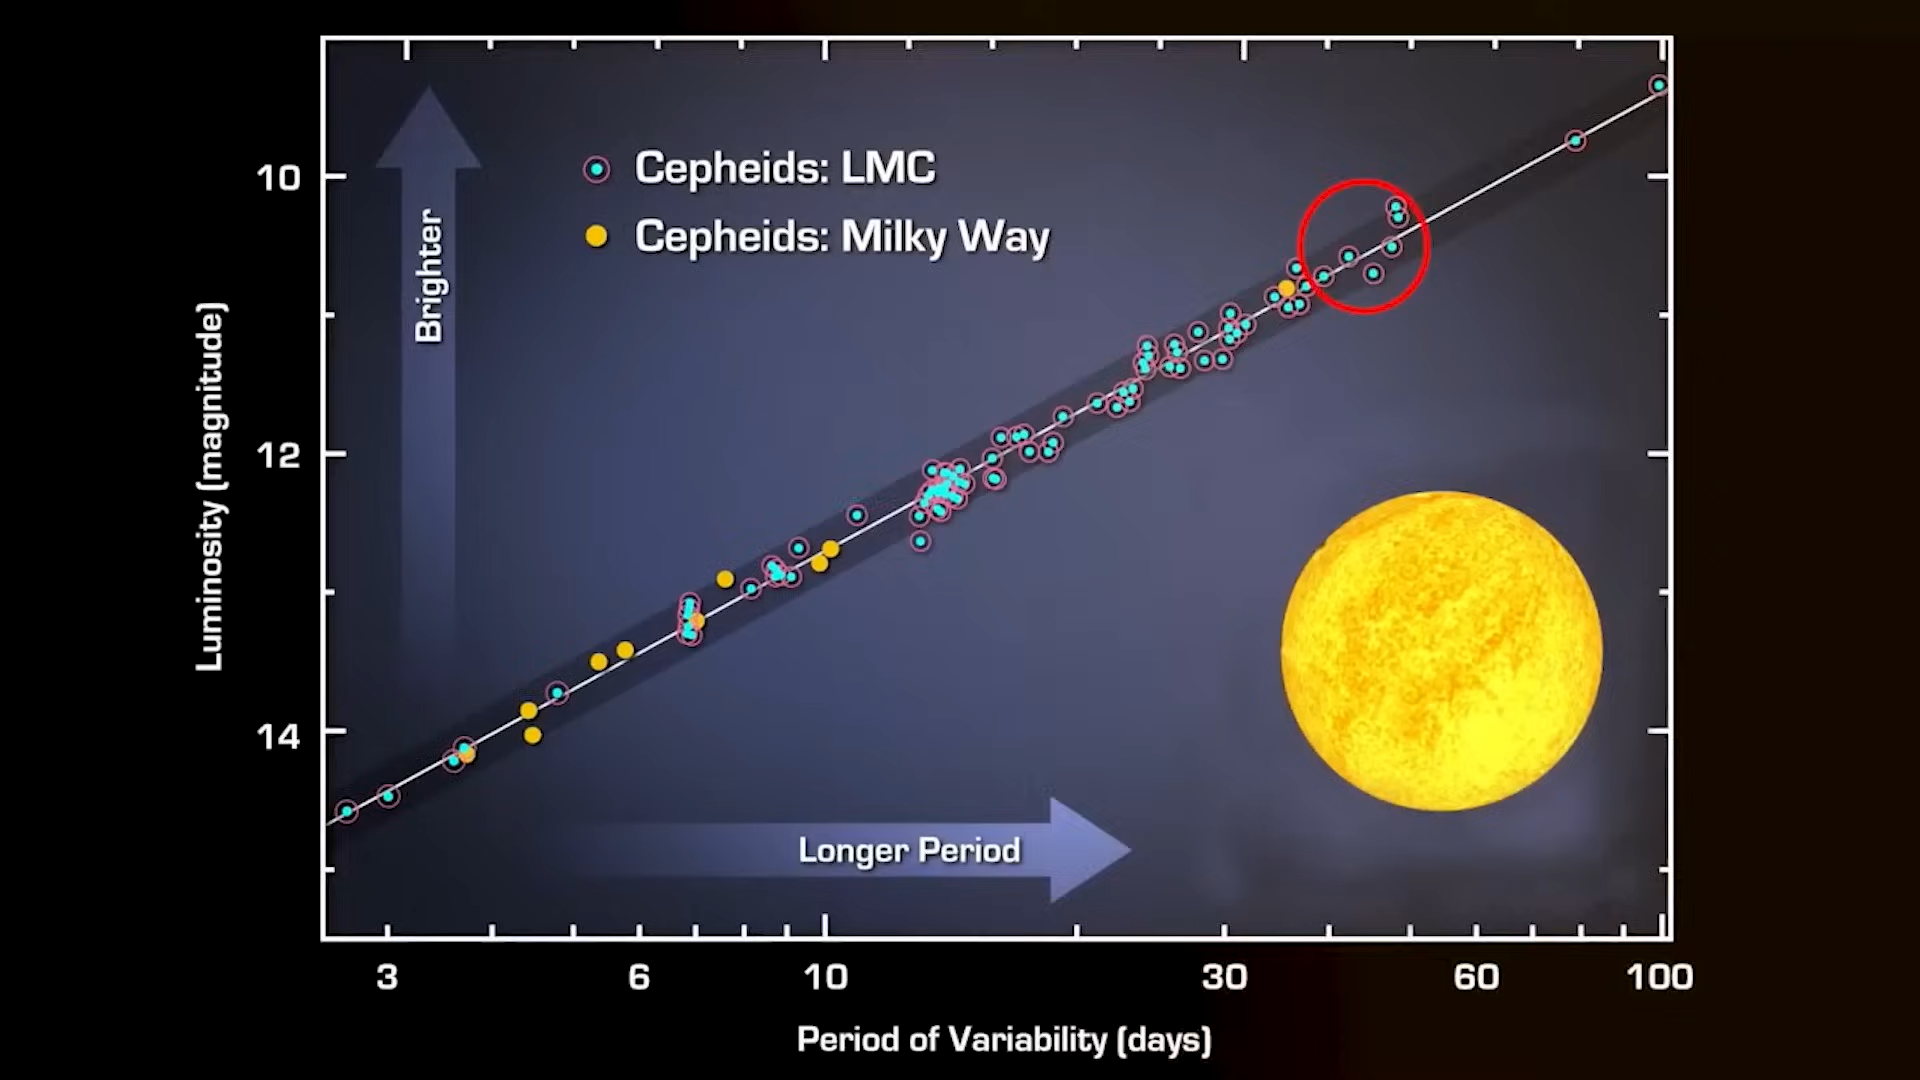 Cepheids: LMC
Cepheids: Milky Way
Brighter
Luminosity (magnitude)
10
12
14
Longer Period
3 6 10 30 60 100
Period of Variability (days)